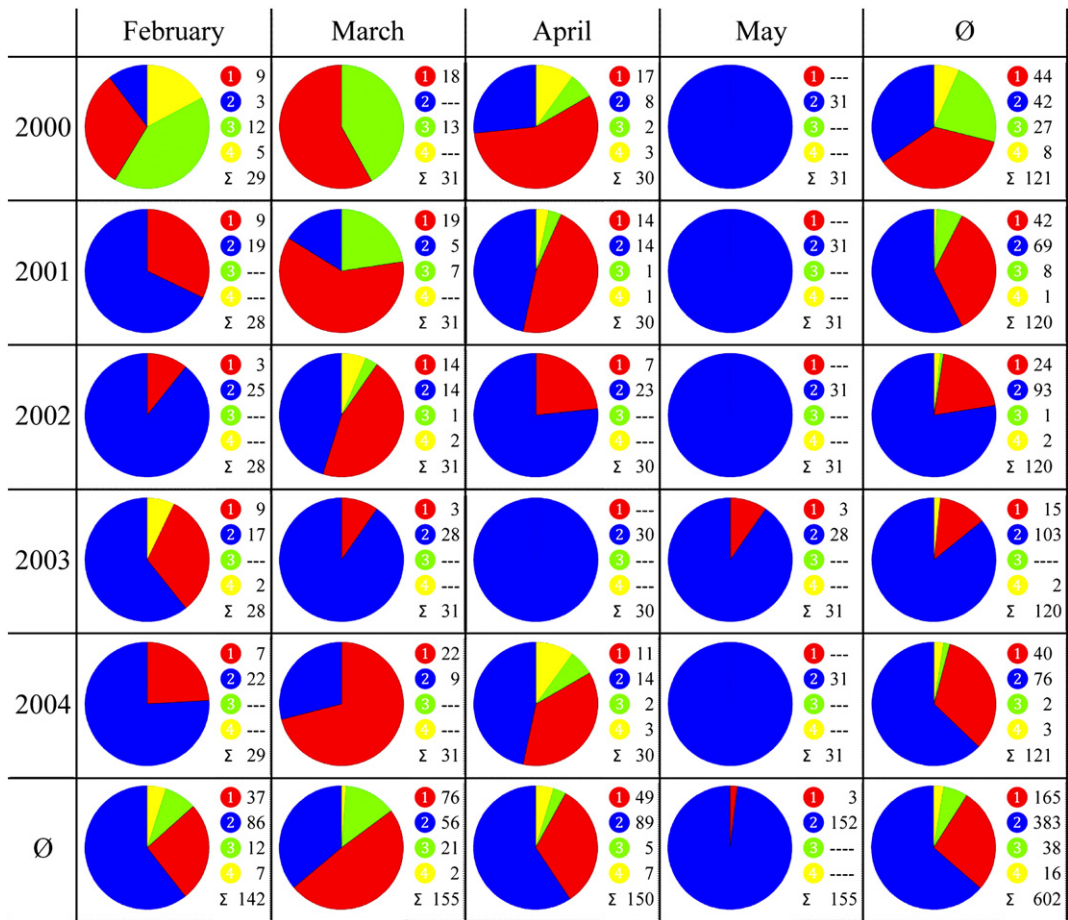 February March April May Ø
2000
1 9 1 18 1 17 1 --- 1 44
2 3 2 --- 2 8 2 31 2 42
3 12 3 13 3 2 3 --- 3 27
4 5 4 --- 4 3 4 --- 4 8
Σ 29 Σ 31 Σ 30 Σ 31 Σ 121
2001
1 9 1 19 1 14 1 --- 1 42
2 19 2 5 2 14 2 31 2 69
3 --- 3 7 3 1 3 --- 3 8
4 --- 4 --- 4 1 4 --- 4 1
Σ 28 Σ 31 Σ 30 Σ 31 Σ 120
2002
1 3 1 14 1 7 1 --- 1 24
2 25 2 14 2 23 2 31 2 93
3 --- 3 1 3 --- 3 --- 3 1
4 --- 4 2 4 --- 4 --- 4 2
Σ 28 Σ 31 Σ 30 Σ 31 Σ 120
2003
1 9 1 3 1 --- 1 3 1 15
2 17 2 28 2 30 2 28 2 103
3 --- 3 --- 3 --- 3 --- 3 ----
4 2 4 --- 4 --- 4 --- 4 2
Σ 28 Σ 31 Σ 30 Σ 31 Σ 120
2004
1 7 1 22 1 11 1 --- 1 40
2 22 2 9 2 14 2 31 2 76
3 --- 3 --- 3 2 3 --- 3 2
4 --- 4 --- 4 3 4 --- 4 3
Σ 29 Σ 31 Σ 30 Σ 31 Σ 121
Ø
1 37 1 76 1 49 1 3 1 165
2 86 2 56 2 89 2 152 2 383
3 12 3 21 3 5 3 ---- 3 38
4 7 4 2 4 7 4 ---- 4 16
Σ 142 Σ 155 Σ 150 Σ 155 Σ 602